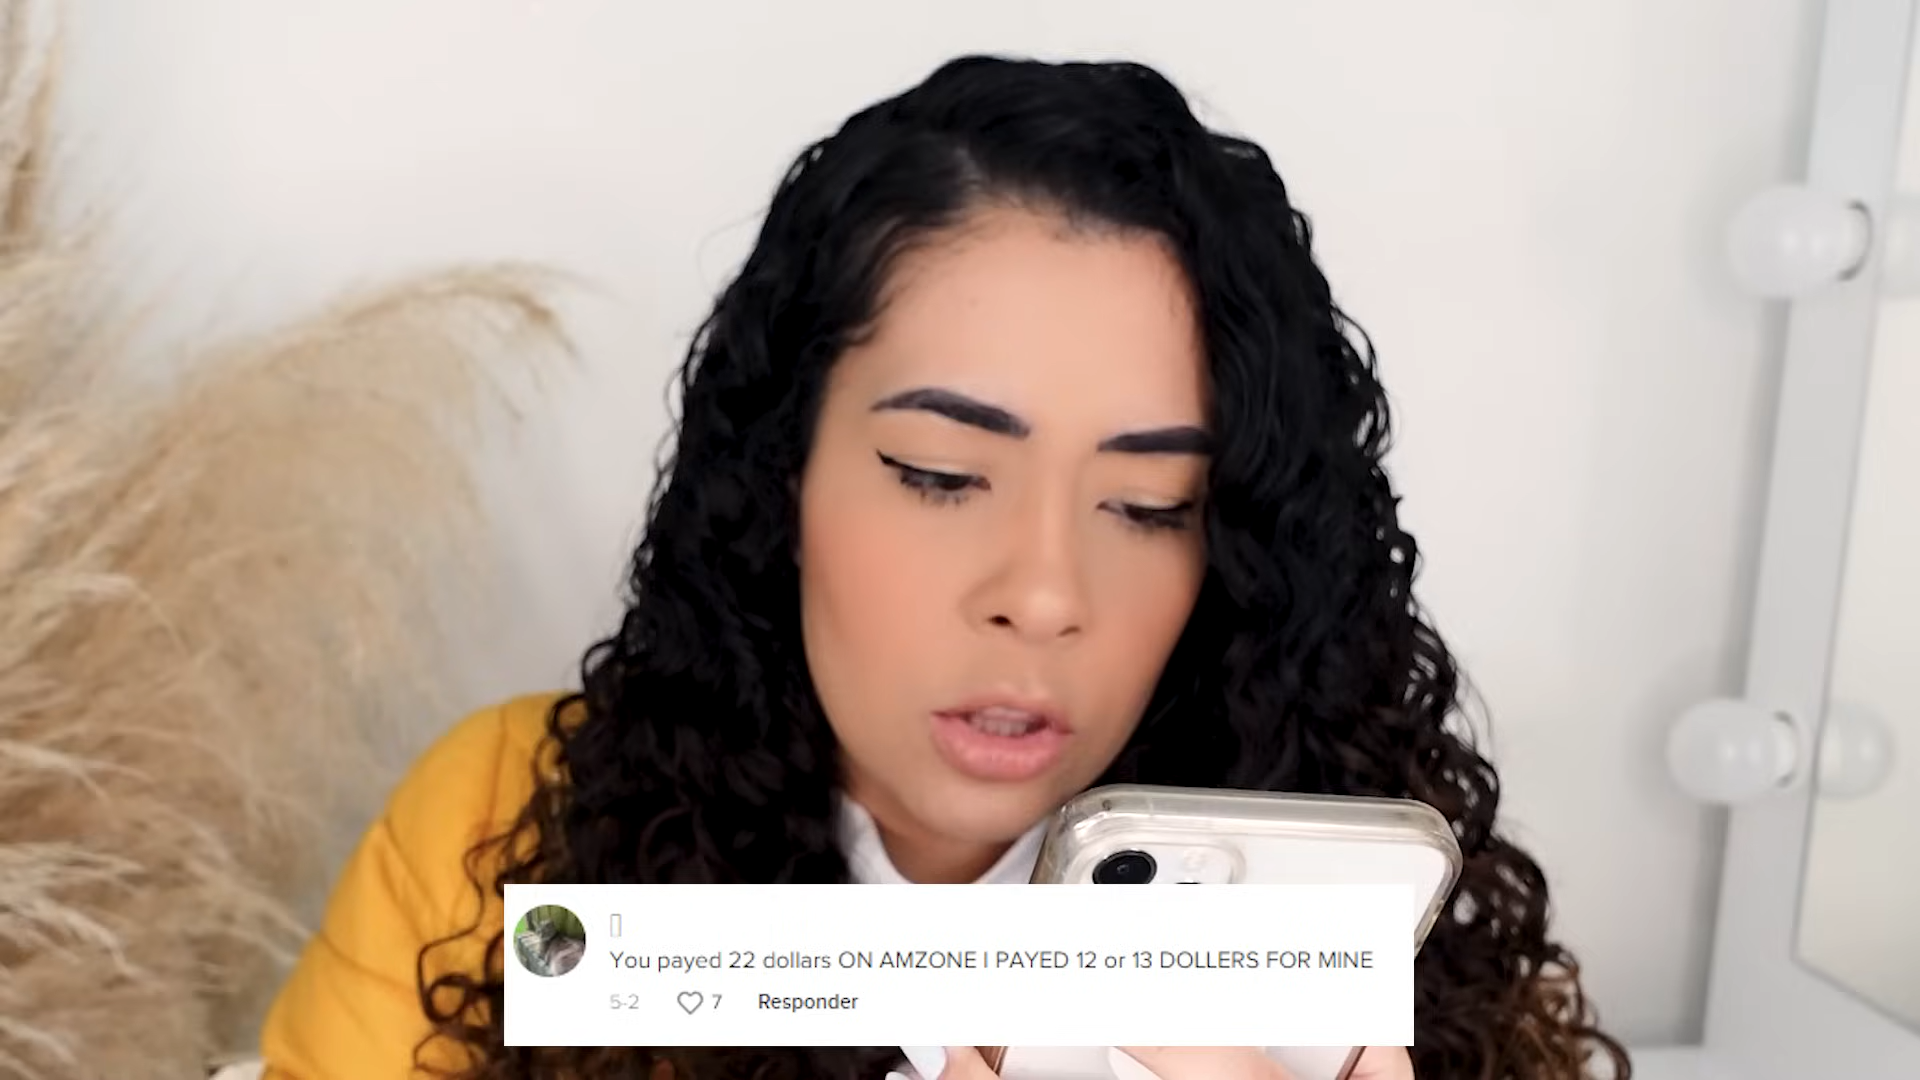 You payed 22 dollars ON AMZONE I PAYED 12 or 13 DOLLERS FOR MINE
5-2 7 Responder